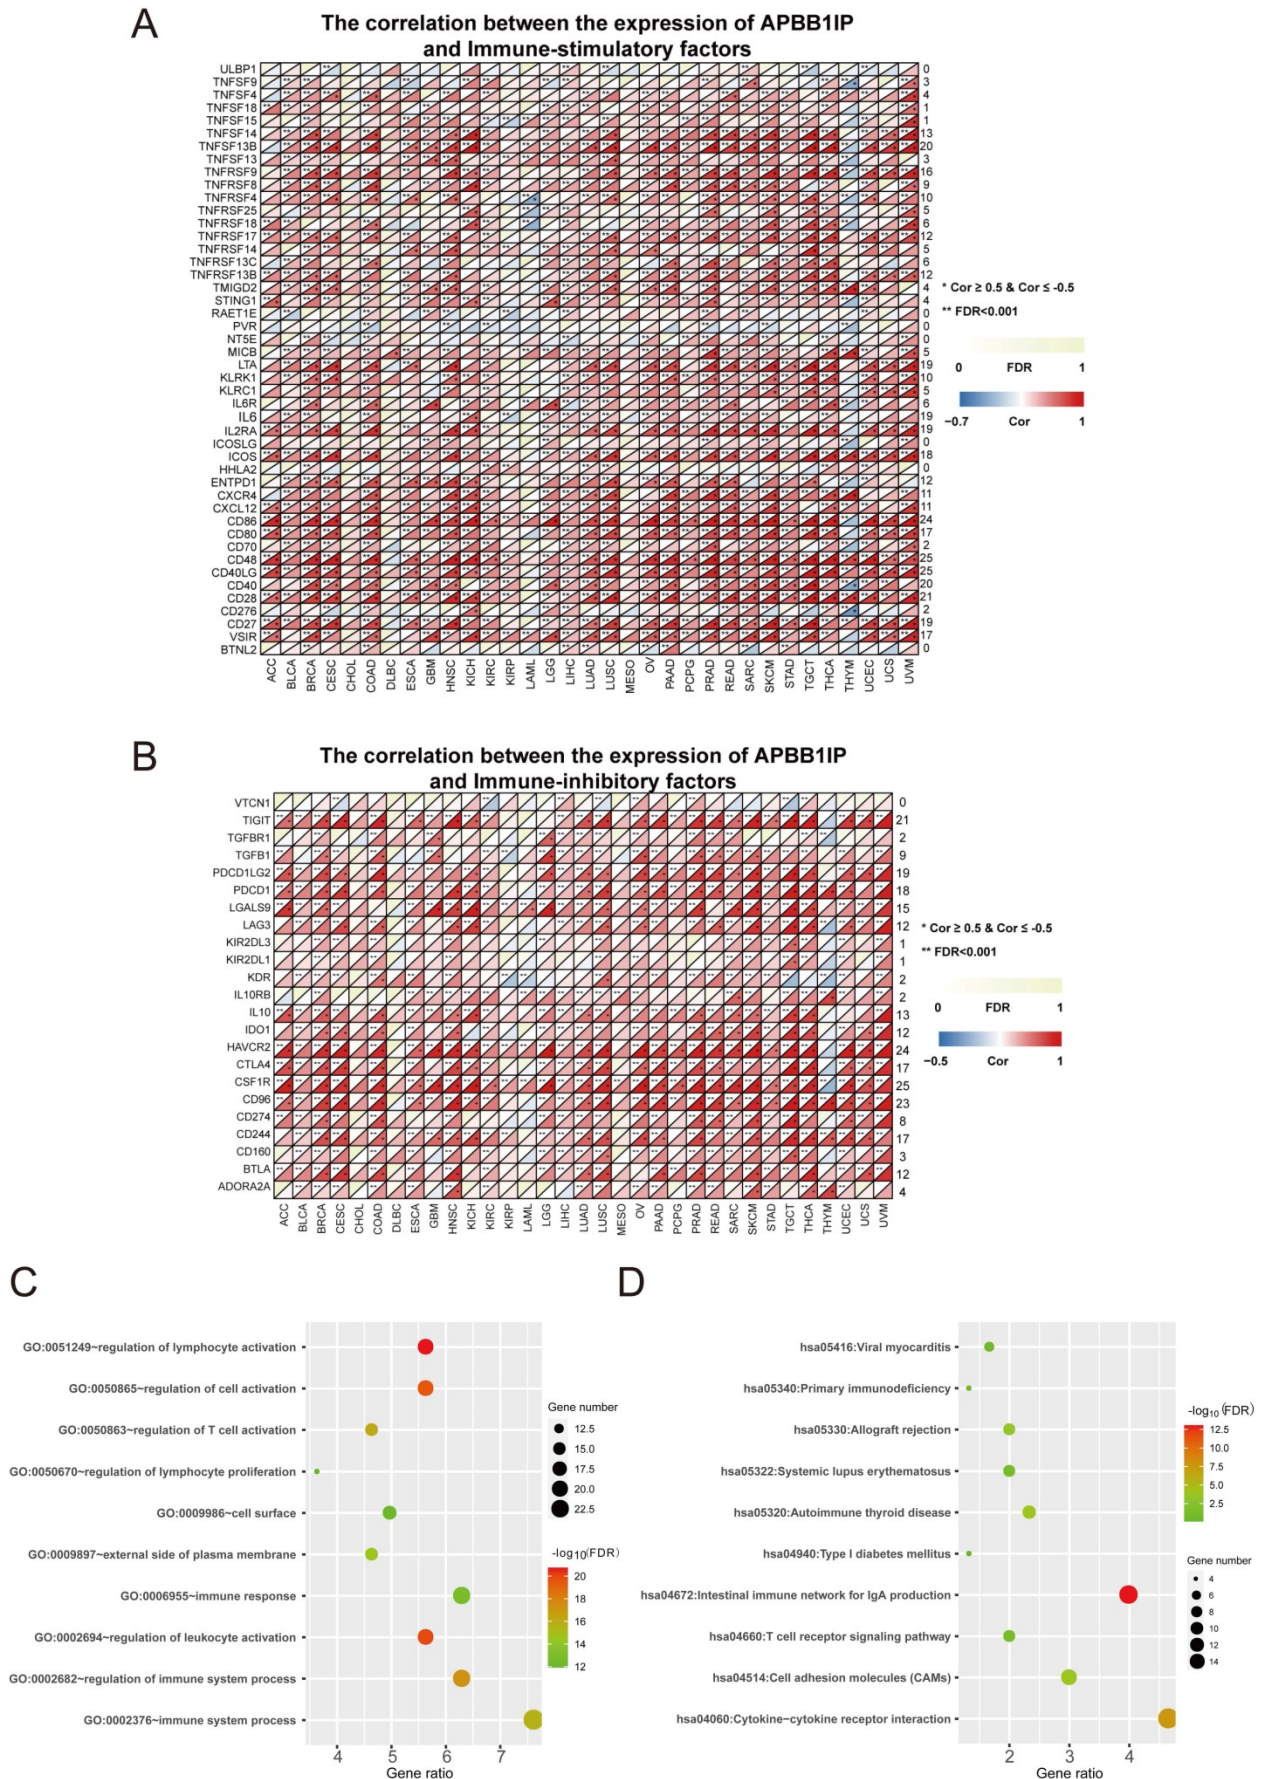 A
The correlation between the expression of APBB1IP
and Immune-stimulatory factors
ULBP1 0
TNFSF9 3
TNFSF4 4
TNFSF18 1
TNFSF15 1
TNFSF14 13
TNFSF13B 20
TNFSF13 3
TNFRSF9 16
TNFRSF8 9
TNFRSF4 10
TNFRSF25 5
TNFRSF18 6
TNFRSF17 12
TNFRSF14 5
TNFRSF13C 6
TNFRSF13B 12
TMIGD2 4
STING1 4
RAET1E 0
PVR 0
NT5E 0
MICB 5
LTA 19
KLRK1 10
KLRC1 5
IL6R 6
IL6 19
IL2RA 19
ICOSLG 0
ICOS 18
HHLA2 0
ENTPD1 12
CXCR4 11
CXCL12 11
CD86 24
CD80 17
CD70 2
CD48 25
CD40LG 25
CD40 20
CD28 21
CD276 2
CD27 19
VSIR 17
BTNL2 0
ACC BLCA BRCA CESC CHOL COAD DLBC ESCA GBM HNSC KICH KIRC KIRP LAML LGG LIHC LUAD LUSC MESO OV PAAD PCPG PRAD READ SARC SKCM STAD TGCT THCA THYM UCEC UCS UVM
* Cor ≥ 0.5 & Cor ≤ -0.5
** FDR<0.001
0 FDR 1
−0.7 Cor 1
B
The correlation between the expression of APBB1IP
and Immune-inhibitory factors
VTCN1 0
TIGIT 21
TGFBR1 2
TGFB1 9
PDCD1LG2 19
PDCD1 18
LGALS9 15
LAG3 12
KIR2DL3 1
KIR2DL1 1
KDR 2
IL10RB 2
IL10 13
IDO1 12
HAVCR2 24
CTLA4 17
CSF1R 25
CD96 23
CD274 8
CD244 17
CD160 3
BTLA 12
ADORA2A 4
ACC BLCA BRCA CESC CHOL COAD DLBC ESCA GBM HNSC KICH KIRC KIRP LAML LGG LIHC LUAD LUSC MESO OV PAAD PCPG PRAD READ SARC SKCM STAD TGCT THCA THYM UCEC UCS UVM
* Cor ≥ 0.5 & Cor ≤ -0.5
** FDR<0.001
0 FDR 1
−0.5 Cor 1
C
GO:0051249~regulation of lymphocyte activation
GO:0050865~regulation of cell activation
GO:0050863~regulation of T cell activation
GO:0050670~regulation of lymphocyte proliferation
GO:0009986~cell surface
GO:0009897~external side of plasma membrane
GO:0006955~immune response
GO:0002694~regulation of leukocyte activation
GO:0002682~regulation of immune system process
GO:0002376~immune system process
4 5 6 7
Gene ratio
Gene number
12.5
15.0
17.5
20.0
22.5
-log10(FDR)
20
18
16
14
12
D
hsa05416:Viral myocarditis
hsa05340:Primary immunodeficiency
hsa05330:Allograft rejection
hsa05322:Systemic lupus erythematosus
hsa05320:Autoimmune thyroid disease
hsa04940:Type I diabetes mellitus
hsa04672:Intestinal immune network for IgA production
hsa04660:T cell receptor signaling pathway
hsa04514:Cell adhesion molecules (CAMs)
hsa04060:Cytokine−cytokine receptor interaction
2 3 4
Gene ratio
-log10(FDR)
12.5
10.0
7.5
5.0
2.5
Gene number
4
6
8
10
12
14